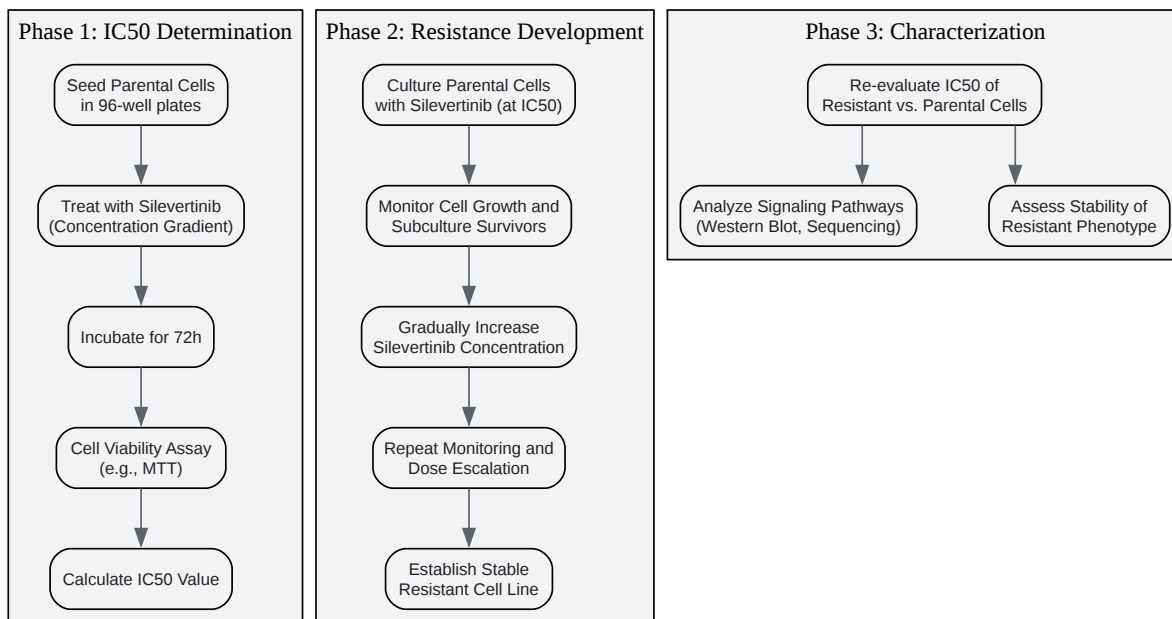 Phase 1: IC50 Determination
Seed Parental Cells
in 96-well plates
Treat with Silevertinib
(Concentration Gradient)
Incubate for 72h
Cell Viability Assay
(e.g., MTT)
Calculate IC50 Value
Phase 2: Resistance Development
Culture Parental Cells
with Silevertinib (at IC50)
Monitor Cell Growth and
Subculture Survivors
Gradually Increase
Silevertinib Concentration
Repeat Monitoring and
Dose Escalation
Establish Stable
Resistant Cell Line
Phase 3: Characterization
Re-evaluate IC50 of
Resistant vs. Parental Cells
Analyze Signaling Pathways
(Western Blot, Sequencing)
Assess Stability of
Resistant Phenotype